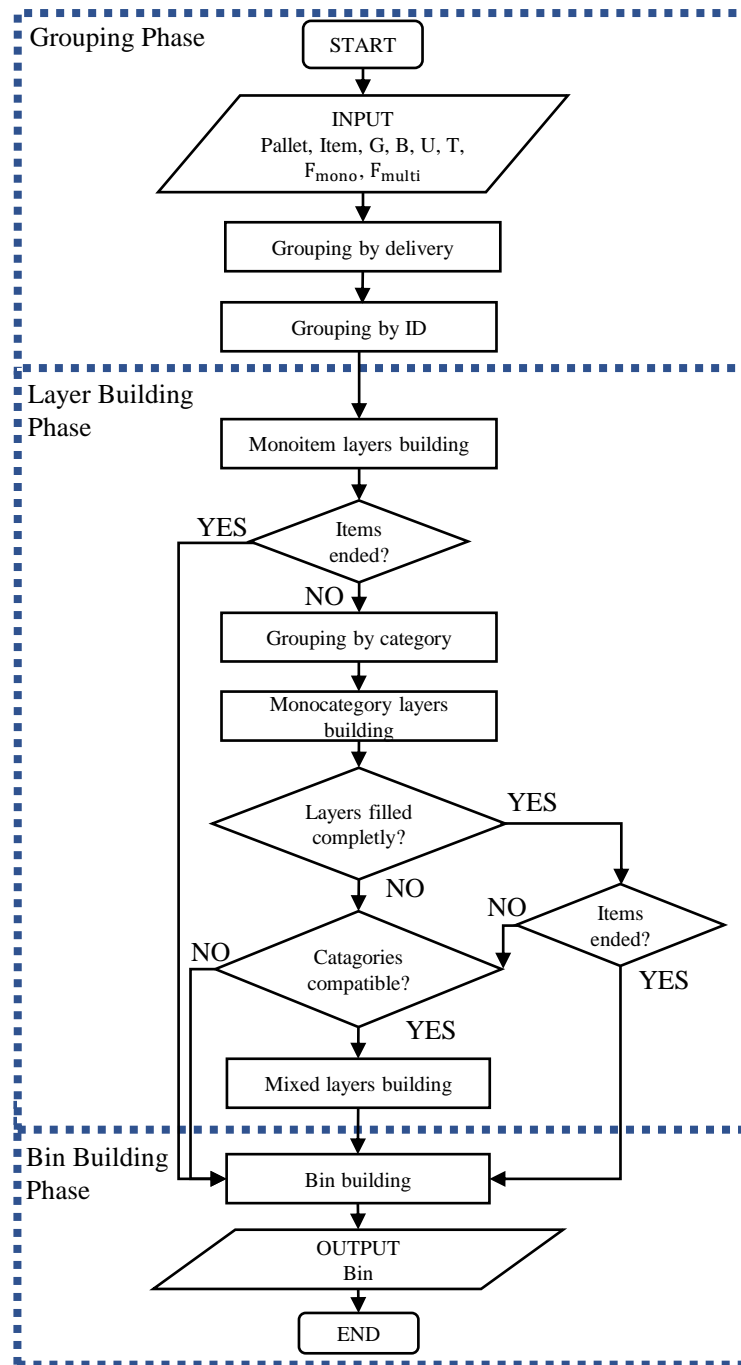 Grouping Phase
START
INPUT
Pallet, Item, G, B, U, T,
Fmono, Fmulti
Grouping by delivery
Grouping by ID
Layer Building
Phase
Monoitem layers building
YES
Items
ended?
NO
Grouping by category
Monocategory layers
building
Layers filled
completly?
YES
NO
NO
Items
ended?
NO
Catagories
compatible?
YES
YES
Mixed layers building
Bin Building
Phase
Bin building
OUTPUT
Bin
END